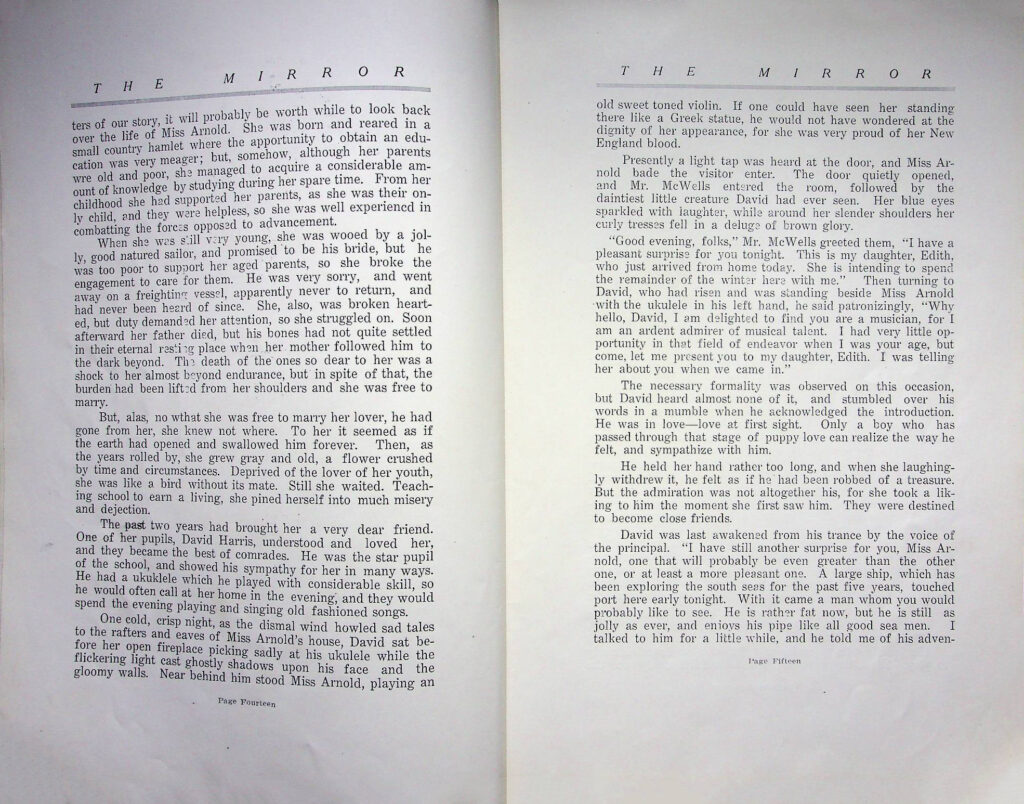 THE MIRROR
ters of our story, it will probably be worth while to look back
over the life of Miss Arnold. She was born and reared in a
small country hamlet where the opportunity to obtain an edu-
cation was very meager; but, somehow, although her parents
wre old and poor, she managed to acquire a considerable am-
ount of knowledge by studying during her spare time. From her
childhood she had supported her parents, as she was their on-
ly child, and they were helpless, so she was well experienced in
combatting the forces opposed to advancement.
When she was still very young, she was wooed by a jol-
ly, good natured sailor, and promised to be his bride, but he
was too poor to support her aged parents, so she broke the
engagement to care for them. He was very sorry, and went
away on a freighting vessel, apparently never to return, and
had never been heard of since. She, also, was broken heart-
ed, but duty demanded her attention, so she struggled on. Soon
afterward her father died, but his bones had not quite settled
in their eternal resting place when her mother followed him to
the dark beyond. The death of the ones so dear to her was a
shock to her almost beyond endurance, but in spite of that, the
burden had been lifted from her shoulders and she was free to
marry.
But, alas, no wthat she was free to marry her lover, he had
gone from her, she knew not where. To her it seemed as if
the earth had opened and swallowed him forever. Then, as
the years rolled by, she grew gray and old, a flower crushed
by time and circumstances. Deprived of the lover of her youth,
she was like a bird without its mate. Still she waited. Teach-
ing school to earn a living, she pined herself into much misery
and dejection.
The past two years had brought her a very dear friend.
One of her pupils, David Harris, understood and loved her,
and they became the best of comrades. He was the star pupil
of the school, and showed his sympathy for her in many ways.
He had a ukuklele which he played with considerable skill, so
he would often call at her home in the evening, and they would
spend the evening playing and singing old fashioned songs.
One cold, crisp night, as the dismal wind howled sad tales
to the rafters and eaves of Miss Arnold's house, David sat be-
fore her open fireplace picking sadly at his ukulele while the
flickering light cast ghostly shadows upon his face and the
gloomy walls. Near behind him stood Miss Arnold, playing an
Page Fourteen
THE MIRROR
old sweet toned violin. If one could have seen her standing
there like a Greek statue, he would not have wondered at the
dignity of her appearance, for she was very proud of her New
England blood.
Presently a light tap was heard at the door, and Miss Ar-
nold bade the visitor enter. The door quietly opened,
and Mr. McWells entered the room, followed by the
daintiest little creature David had ever seen. Her blue eyes
sparkled with laughter, while around her slender shoulders her
curly tresses fell in a deluge of brown glory.
"Good evening, folks," Mr. McWells greeted them, "I have a
pleasant surprise for you tonight. This is my daughter, Edith,
who just arrived from home today. She is intending to spend
the remainder of the winter here with me." Then turning to
David, who had risen and was standing beside Miss Arnold
with the ukulele in his left hand, he said patronizingly, "Why
hello, David, I am delighted to find you are a musician, for I
am an ardent admirer of musical talent. I had very little op-
portunity in that field of endeavor when I was your age, but
come, let me present you to my daughter, Edith. I was telling
her about you when we came in."
The necessary formality was observed on this occasion,
but David heard almost none of it, and stumbled over his
words in a mumble when he acknowledged the introduction.
He was in love—love at first sight. Only a boy who has
passed through that stage of puppy love can realize the way he
felt, and sympathize with him.
He held her hand rather too long, and when she laughing-
ly withdrew it, he felt as if he had been robbed of a treasure.
But the admiration was not altogether his, for she took a lik-
ing to him the moment she first saw him. They were destined
to become close friends.
David was last awakened from his trance by the voice of
the principal. "I have still another surprise for you, Miss Ar-
nold, one that will probably be even greater than the other
one, or at least a more pleasant one. A large ship, which has
been exploring the south seas for the past five years, touched
port here early tonight. With it came a man whom you would
probably like to see. He is rather fat now, but he is still as
jolly as ever, and enjoys his pipe like all good sea men. I
talked to him for a little while, and he told me of his adven-
Page Fifteen